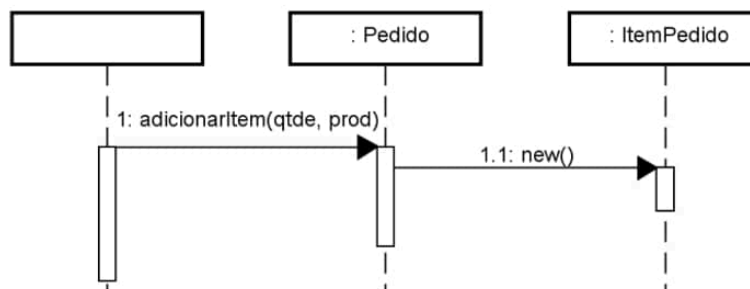 : Pedido
: ItemPedido
1: adicionarItem(qtde, prod)
1.1: new()